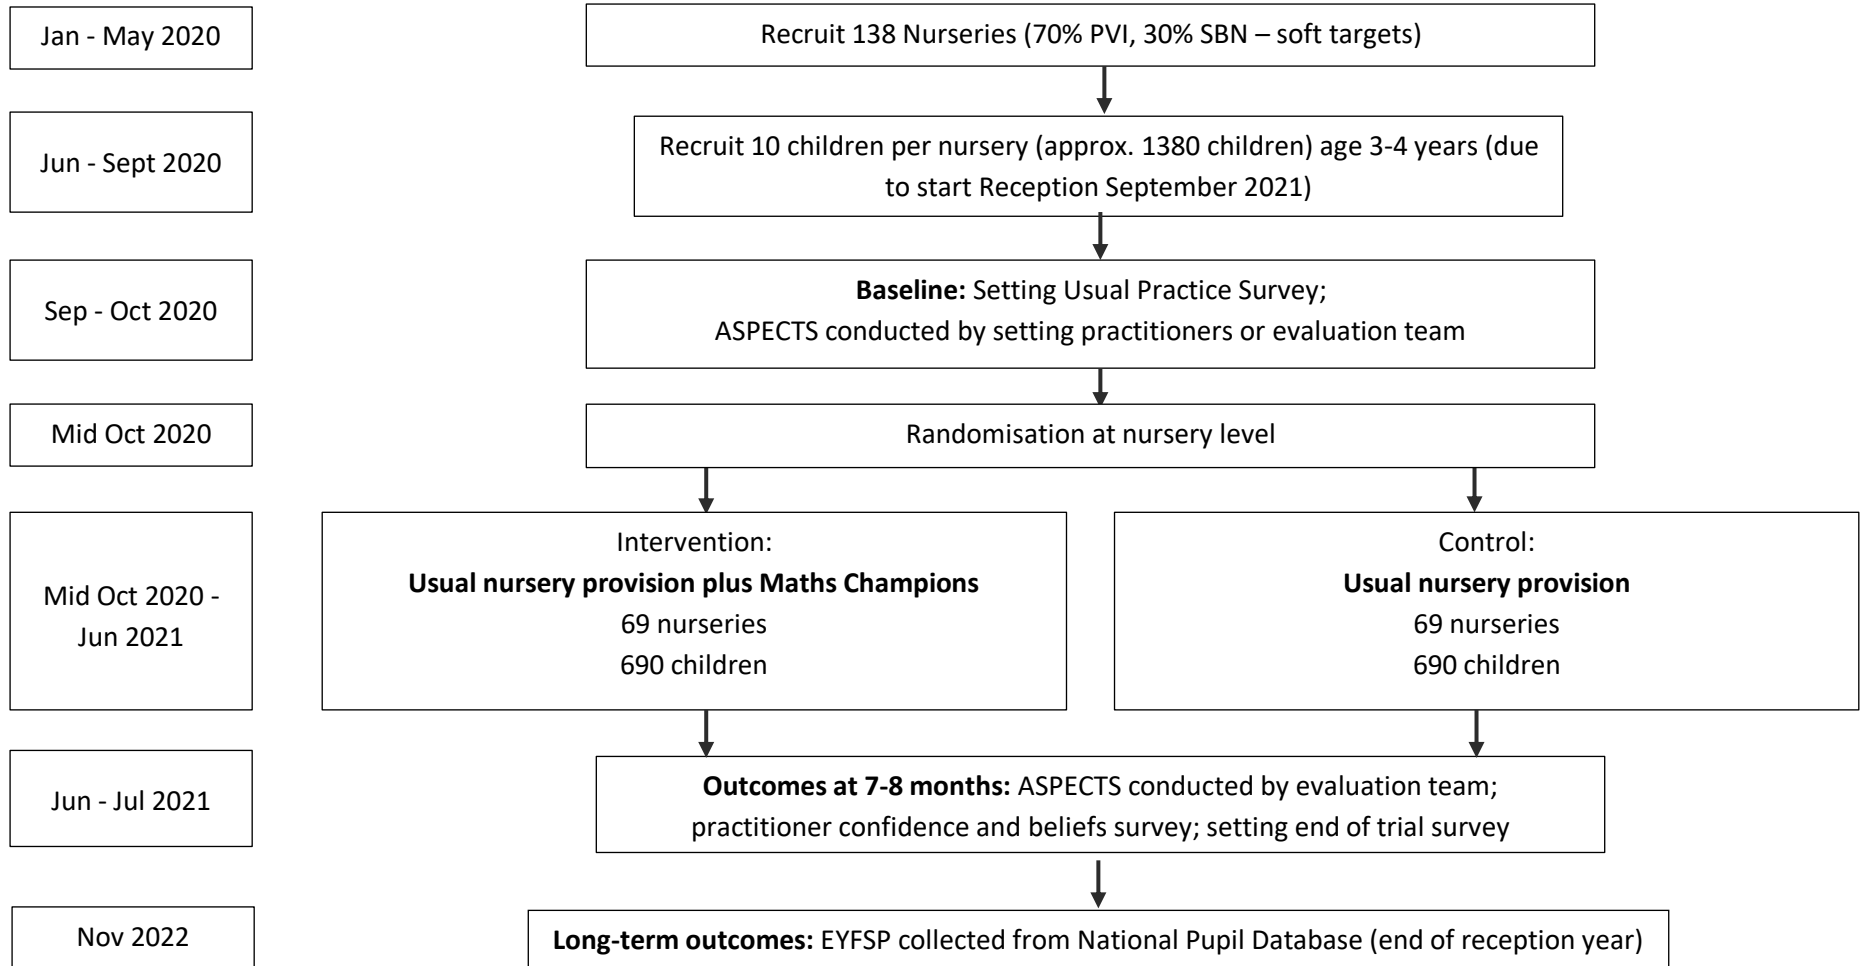 Jan - May 2020
Recruit 138 Nurseries (70% PVI, 30% SBN – soft targets)
Jun - Sept 2020
Recruit 10 children per nursery (approx. 1380 children) age 3-4 years (due
to start Reception September 2021)
Sep - Oct 2020
Baseline: Setting Usual Practice Survey;
ASPECTS conducted by setting practitioners or evaluation team
Mid Oct 2020
Randomisation at nursery level
Mid Oct 2020 -
Jun 2021
Intervention:
Usual nursery provision plus Maths Champions
69 nurseries
690 children
Control:
Usual nursery provision
69 nurseries
690 children
Jun - Jul 2021
Outcomes at 7-8 months: ASPECTS conducted by evaluation team;
practitioner confidence and beliefs survey; setting end of trial survey
Nov 2022
Long-term outcomes: EYFSP collected from National Pupil Database (end of reception year)